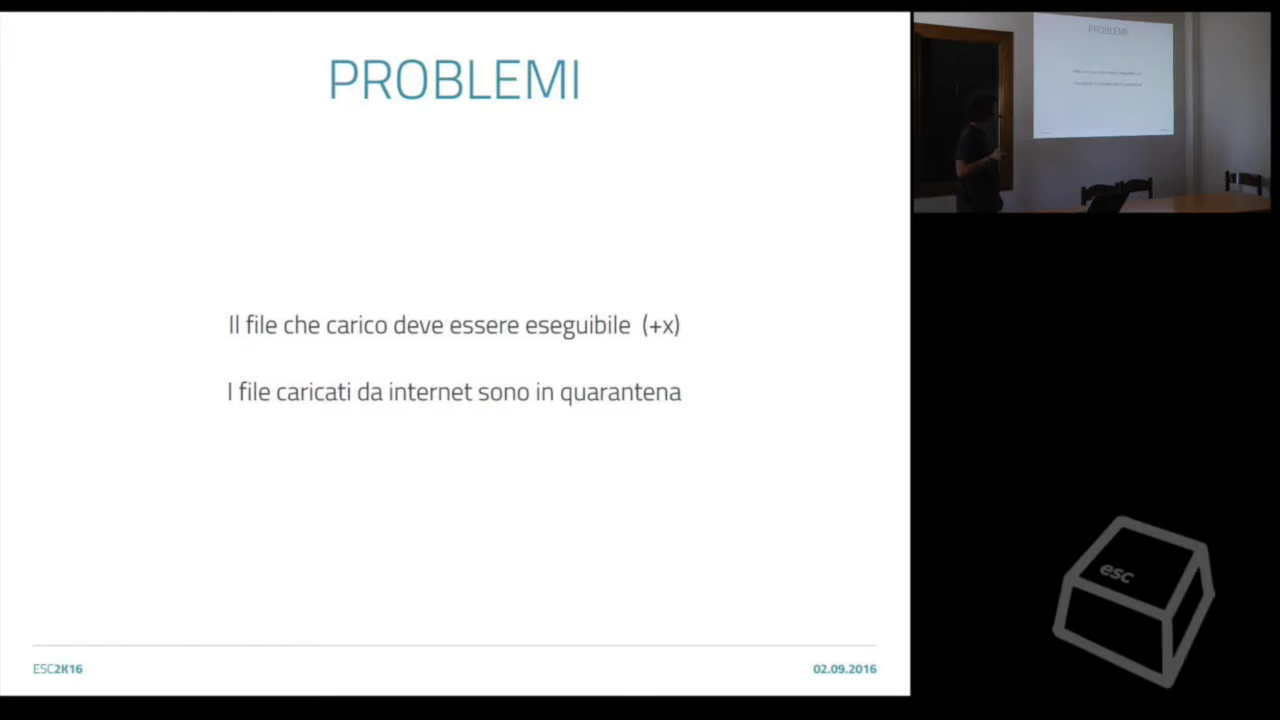 PROBLEMI
Il file che carico deve essere eseguibile (+x)
I file caricati da internet sono in quarantena
ESC2K16
02.09.2016
PROBLEMI
esc